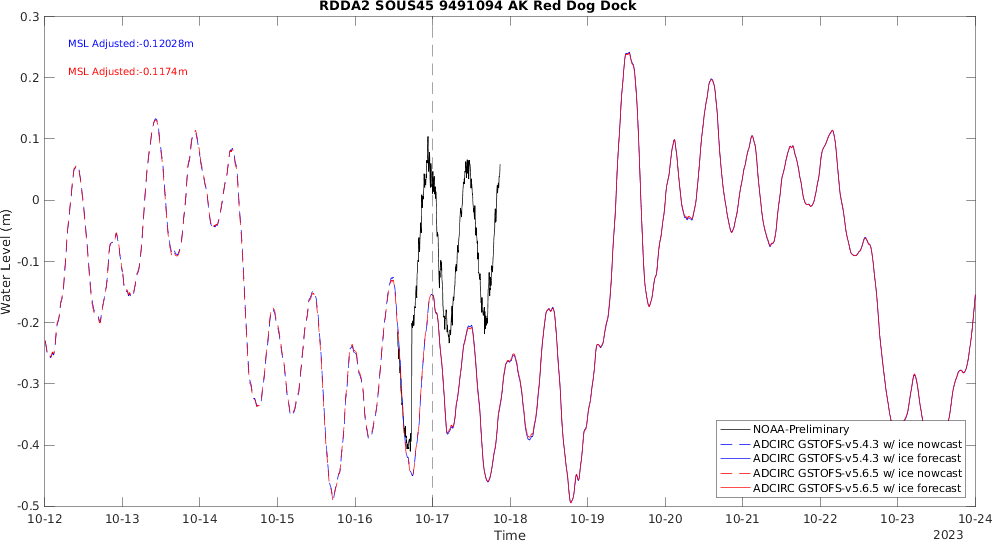 RDDA2 SOUS45 9491094 AK Red Dog Dock
MSL Adjusted:-0.12028m
MSL Adjusted:-0.1174m
0.3
0.2
0.1
0
-0.1
-0.2
-0.3
-0.4
-0.5
Water Level (m)
NOAA-Preliminary
ADCIRC GSTOFS-v5.4.3 w/ ice nowcast
ADCIRC GSTOFS-v5.4.3 w/ ice forecast
ADCIRC GSTOFS-v5.6.5 w/ ice nowcast
ADCIRC GSTOFS-v5.6.5 w/ ice forecast
10-12 10-13 10-14 10-15 10-16 10-17 10-18 10-19 10-20 10-21 10-22 10-23 10-24
Time
2023